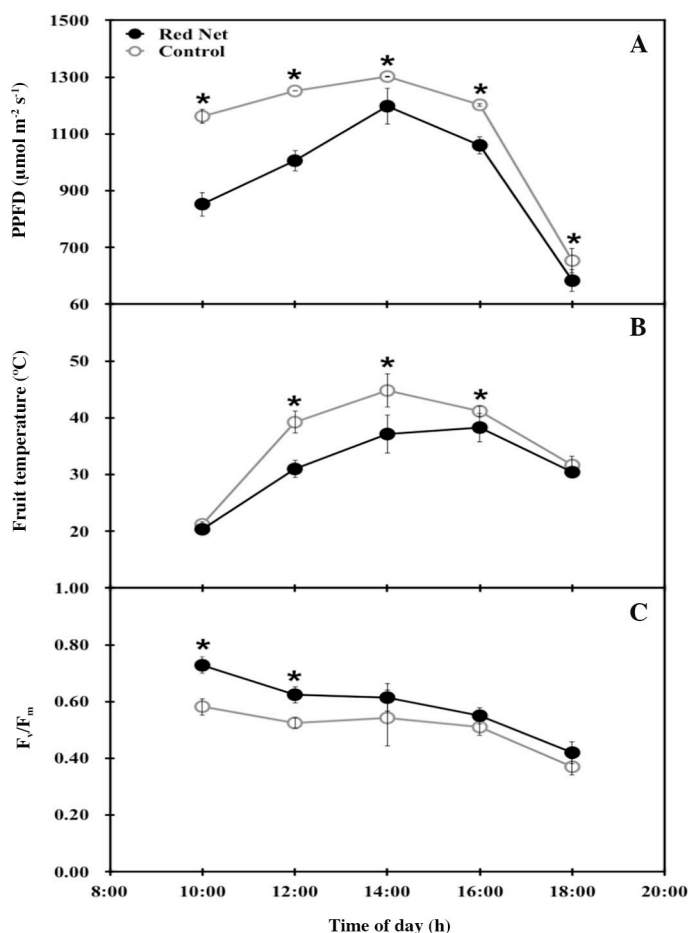 1500
Red Net
Control
A
*
*
*
*
*
1300
1100
900
700
PPFD (µmol m⁻² s⁻¹)
60
B
*
*
*
50
40
30
20
Fruit temperature (ºC)
1.00
C
*
*
0.80
0.60
0.40
0.20
0.00
Fᵥ/Fₘ
8:00 10:00 12:00 14:00 16:00 18:00 20:00
Time of day (h)